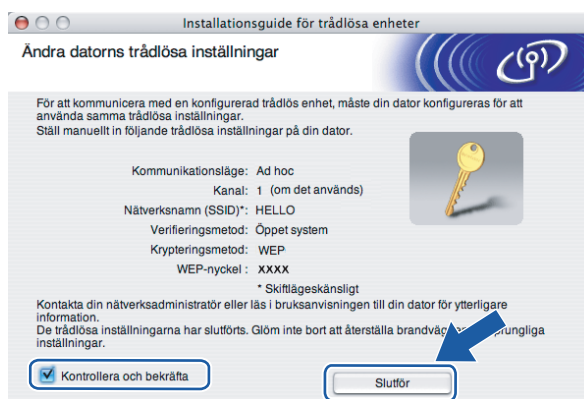 Installationsguide för trådlösa enheter
Ändra datorns trådlösa inställningar
För att kommunicera med en konfigurerad trådlös enhet, måste din dator konfigureras för att
använda samma trådlösa inställningar.
Ställ manuellt in följande trådlösa inställningar på din dator.
Kommunikationsläge: Ad hoc
Kanal: 1 (om det används)
Nätverksnamn (SSID)*: HELLO
Verifieringsmetod: Öppet system
Krypteringsmetod: WEP
WEP-nyckel : XXXX
* Skiftlägeskänsligt
Kontakta din nätverksadministratör eller läs i bruksanvisningen till din dator för ytterligare
information.
De trådlösa inställningarna har slutförts. Glöm inte bort att återställa
inställningar.
Kontrollera och bekräfta
Slutför